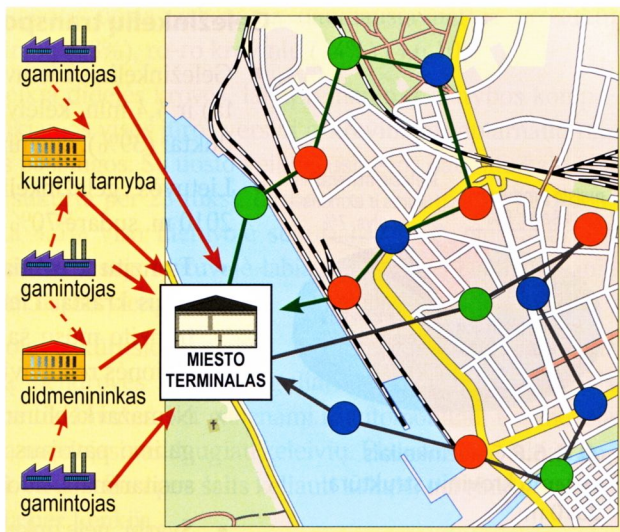 gamintojas
kurjerių tarnyba
gamintojas
didmenininkas
gamintojas
MIESTO
TERMINALAS